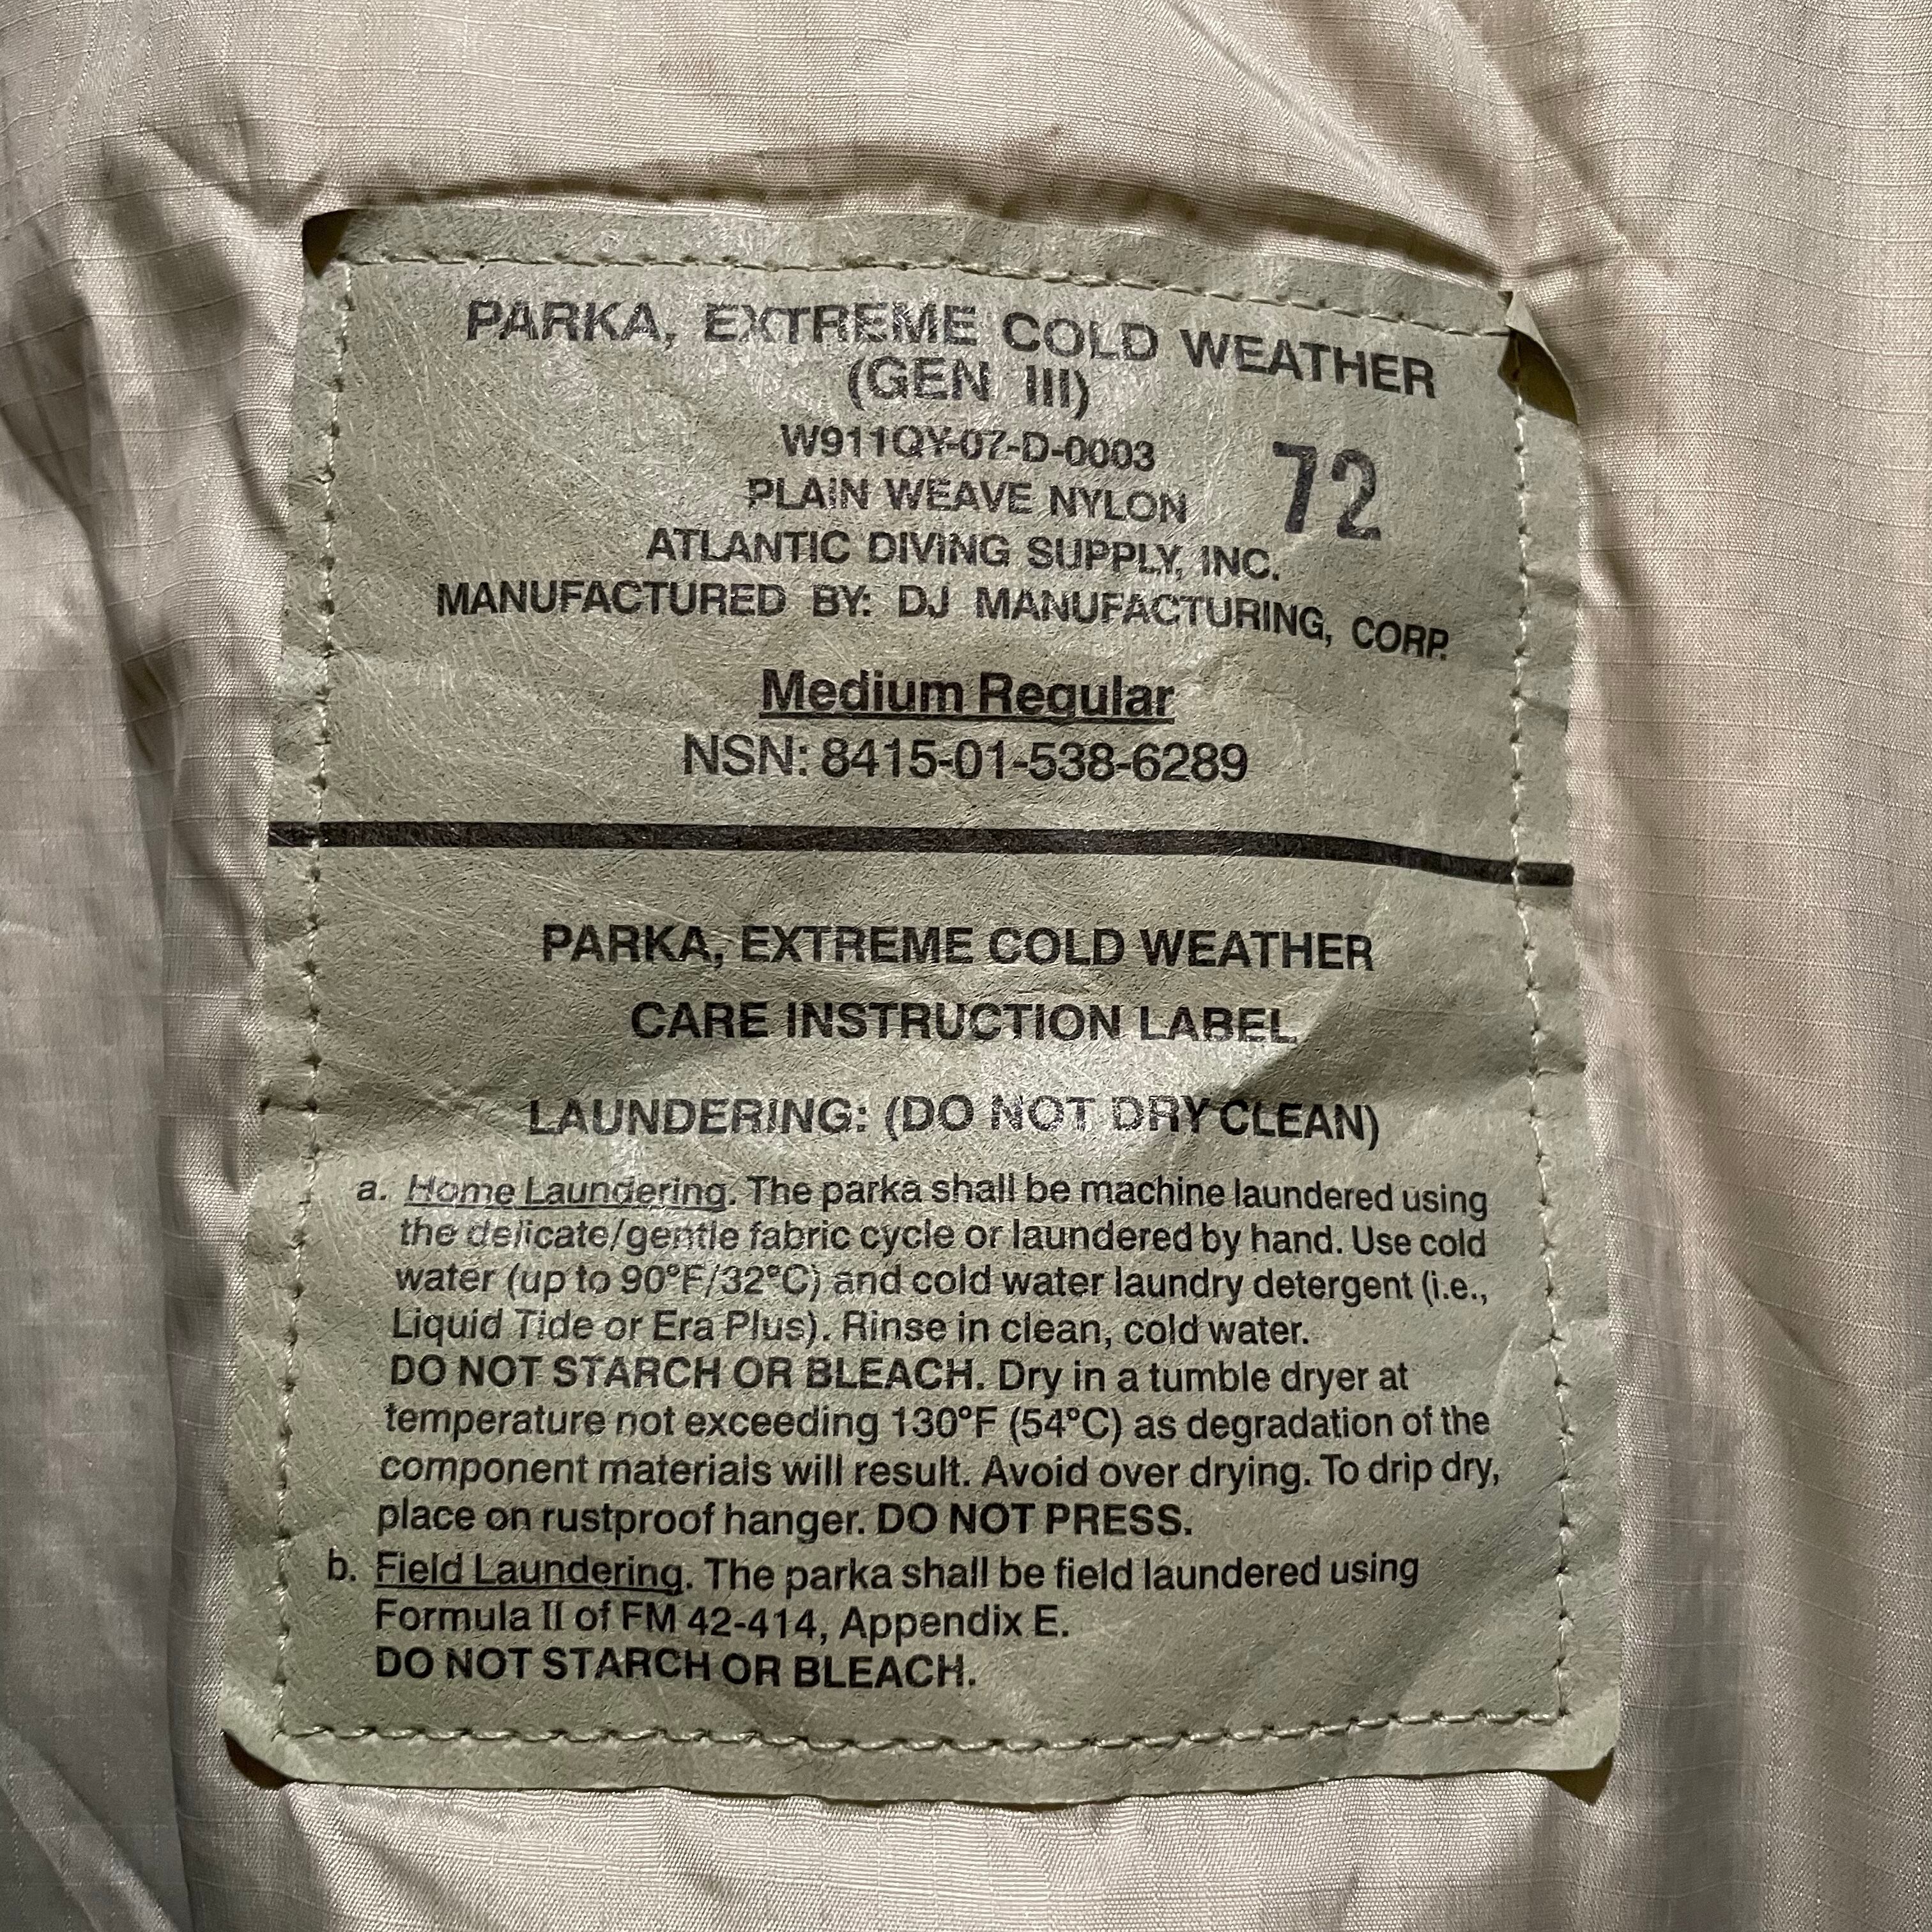 PARKA, EXTREME COLD WEATHER
(GEN III)
W911QY-07-D-0003
72
PLAIN WEAVE NYLON
ATLANTIC DIVING SUPPLY, INC.
MANUFACTURED BY: DJ MANUFACTURING, CORP.
Medium Regular
NSN: 8415-01-538-6289
PARKA, EXTREME COLD WEATHER
CARE INSTRUCTION LABEL
LAUNDERING: (DO NOT DRY CLEAN)
a. Home Laundering. The parka shall be machine laundered using
the delicate/gentle fabric cycle or laundered by hand. Use cold
water (up to 90°F/32°C) and cold water laundry detergent (i.e.,
Liquid Tide or Era Plus). Rinse in clean, cold water.
DO NOT STARCH OR BLEACH. Dry in a tumble dryer at
temperature not exceeding 130°F (54°C) as degradation of the
component materials will result. Avoid over drying. To drip dry,
place on rustproof hanger. DO NOT PRESS.
b. Field Laundering. The parka shall be field laundered using
Formula II of FM 42-414, Appendix E.
DO NOT STARCH OR BLEACH.